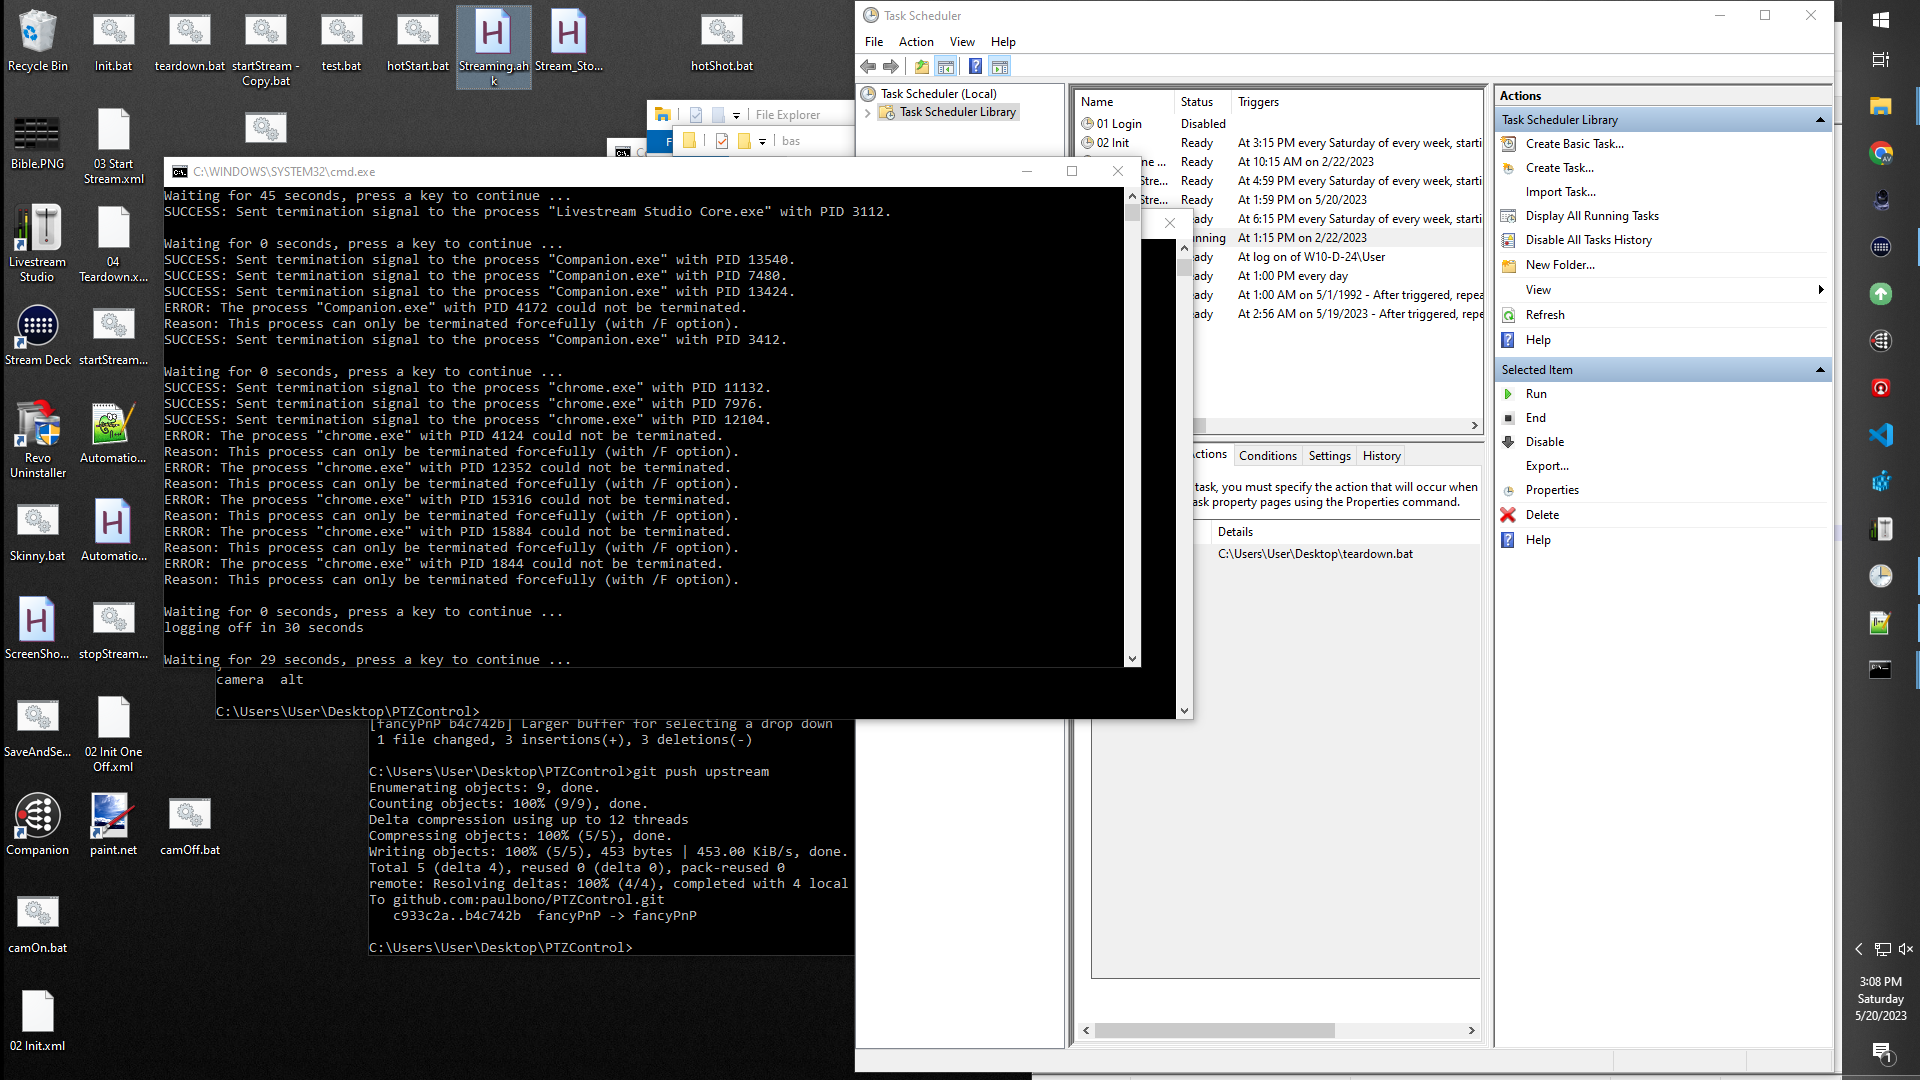 Recycle Bin
Init.bat
teardown.bat
startStream -
Copy.bat
test.bat
hotStart.bat
Streaming.ah
k
Stream_Sto...
hotShot.bat
Bible.PNG
03 Start
Stream.xml
Livestream
Studio
04
Teardown.x...
Stream Deck
startStream...
Revo
Uninstaller
Automatio...
Skinny.bat
Automatio...
ScreenSho...
stopStream...
SaveAndSe...
02 Init One
Off.xml
Companion
paint.net
camOff.bat
camOn.bat
02 Init.xml
File Explorer
F
bas
C:\WINDOWS\SYSTEM32\cmd.exe
Waiting for 45 seconds, press a key to continue ...
SUCCESS: Sent termination signal to the process "Livestream Studio Core.exe" with PID 3112.
Waiting for 0 seconds, press a key to continue ...
SUCCESS: Sent termination signal to the process "Companion.exe" with PID 13540.
SUCCESS: Sent termination signal to the process "Companion.exe" with PID 7480.
SUCCESS: Sent termination signal to the process "Companion.exe" with PID 13424.
ERROR: The process "Companion.exe" with PID 4172 could not be terminated.
Reason: This process can only be terminated forcefully (with /F option).
SUCCESS: Sent termination signal to the process "Companion.exe" with PID 3412.
Waiting for 0 seconds, press a key to continue ...
SUCCESS: Sent termination signal to the process "chrome.exe" with PID 11132.
SUCCESS: Sent termination signal to the process "chrome.exe" with PID 7976.
SUCCESS: Sent termination signal to the process "chrome.exe" with PID 12104.
ERROR: The process "chrome.exe" with PID 4124 could not be terminated.
Reason: This process can only be terminated forcefully (with /F option).
ERROR: The process "chrome.exe" with PID 12352 could not be terminated.
Reason: This process can only be terminated forcefully (with /F option).
ERROR: The process "chrome.exe" with PID 15316 could not be terminated.
Reason: This process can only be terminated forcefully (with /F option).
ERROR: The process "chrome.exe" with PID 15884 could not be terminated.
Reason: This process can only be terminated forcefully (with /F option).
ERROR: The process "chrome.exe" with PID 1844 could not be terminated.
Reason: This process can only be terminated forcefully (with /F option).
Waiting for 0 seconds, press a key to continue ...
logging off in 30 seconds
Waiting for 29 seconds, press a key to continue ...
camera  alt
C:\Users\User\Desktop\PTZControl>
[fancyPnP b4c742b] Larger buffer for selecting a drop down
1 file changed, 3 insertions(+), 3 deletions(-)
C:\Users\User\Desktop\PTZControl>git push upstream
Enumerating objects: 9, done.
Counting objects: 100% (9/9), done.
Delta compression using up to 12 threads
Compressing objects: 100% (5/5), done.
Writing objects: 100% (5/5), 453 bytes | 453.00 KiB/s, done.
Total 5 (delta 4), reused 0 (delta 0), pack-reused 0
remote: Resolving deltas: 100% (4/4), completed with 4 local
To github.com:paulbono/PTZControl.git
c933c2a..b4c742b  fancyPnP -> fancyPnP
C:\Users\User\Desktop\PTZControl>
Task Scheduler
File Action View Help
Task Scheduler (Local)
Task Scheduler Library
Name Status Triggers
01 Login Disabled
02 Init Ready At 3:15 PM every Saturday of every week, starti
ne ... Ready At 10:15 AM on 2/22/2023
Stre... Ready At 4:59 PM every Saturday of every week, starti
Stre... Ready At 1:59 PM on 5/20/2023
ady At 6:15 PM every Saturday of every week, starti
nning At 1:15 PM on 2/22/2023
ady At log on of W10-D-24\User
ady At 1:00 PM every day
ady At 1:00 AM on 5/1/1992 - After triggered, repea
ady At 2:56 AM on 5/19/2023 - After triggered, repe
ctions Conditions Settings History
task, you must specify the action that will occur when
ask property pages using the Properties command.
Details
C:\Users\User\Desktop\teardown.bat
Actions
Task Scheduler Library
Create Basic Task...
Create Task...
Import Task...
Display All Running Tasks
Disable All Tasks History
New Folder...
View
Refresh
Help
Selected Item
Run
End
Disable
Export...
Properties
Delete
Help
3:08 PM
Saturday
5/20/2023
1